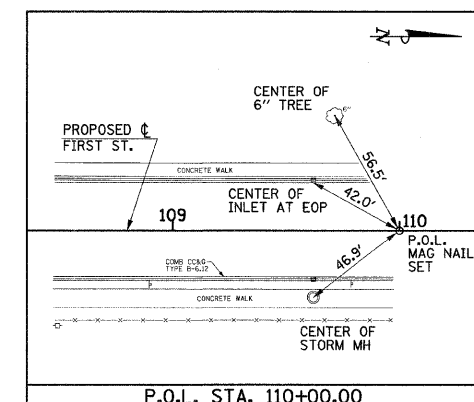 N
CENTER OF
6" TREE
6"
PROPOSED ℄
FIRST ST.
56.5'
CONCRETE WALK
42.0'
CENTER OF
INLET AT EOP
109
110
P.O.L.
MAG NAIL
SET
46.9'
COMB CC&G
TYPE B-6.12
P
P
CONCRETE WALK
CENTER OF
STORM MH
P.O.L. STA. 110+00.00